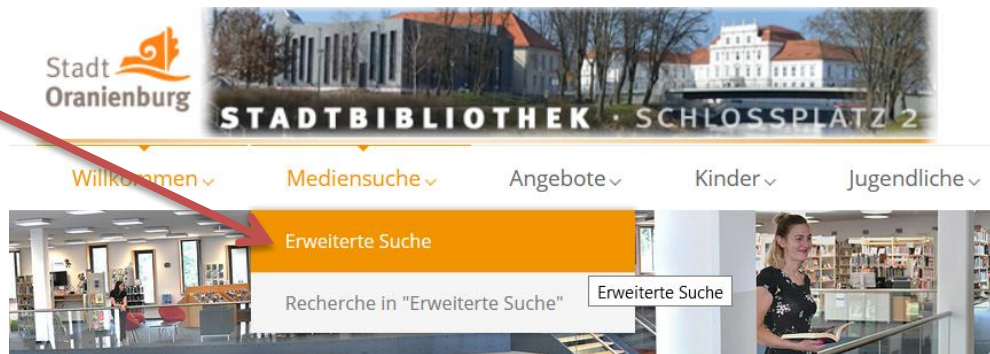 Stadt
Oranienburg
STADTBIBLIOTHEK · SCHLOSSPLATZ 2
Willkommen Mediensuche Angebote Kinder Jugendliche
Erweiterte Suche
Recherche in "Erweiterte Suche"
Erweiterte Suche